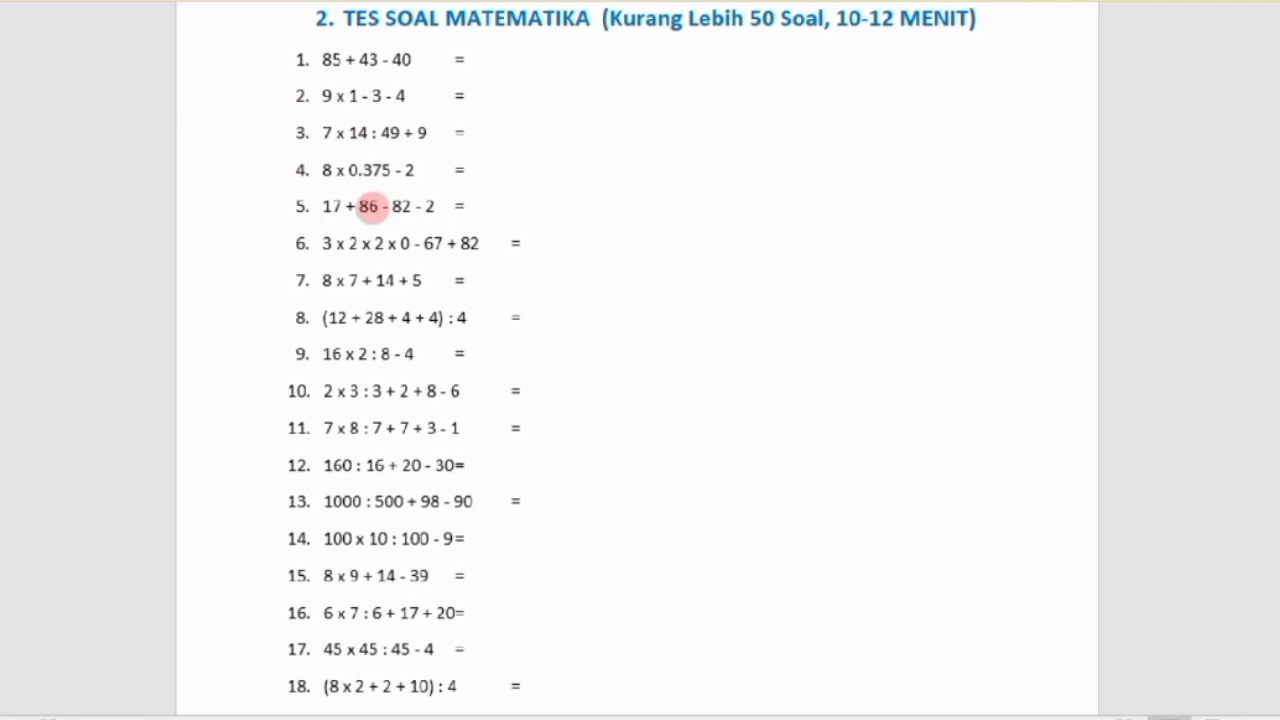 2. TES SOAL MATEMATIKA (Kurang Lebih 50 Soal, 10-12 MENIT)
1. 85 + 43 - 40 =
2. 9 x 1 - 3 - 4 =
3. 7 x 14 : 49 + 9 =
4. 8 x 0.375 - 2 =
5. 17 + 86 - 82 - 2 =
6. 3 x 2 x 2 x 0 - 67 + 82 =
7. 8 x 7 + 14 + 5 =
8. (12 + 28 + 4 + 4) : 4 =
9. 16 x 2 : 8 - 4 =
10. 2 x 3 : 3 + 2 + 8 - 6 =
11. 7 x 8 : 7 + 7 + 3 - 1 =
12. 160 : 16 + 20 - 30=
13. 1000 : 500 + 98 - 90 =
14. 100 x 10 : 100 - 9=
15. 8 x 9 + 14 - 39 =
16. 6 x 7 : 6 + 17 + 20=
17. 45 x 45 : 45 - 4 =
18. (8 x 2 + 2 + 10) : 4 =